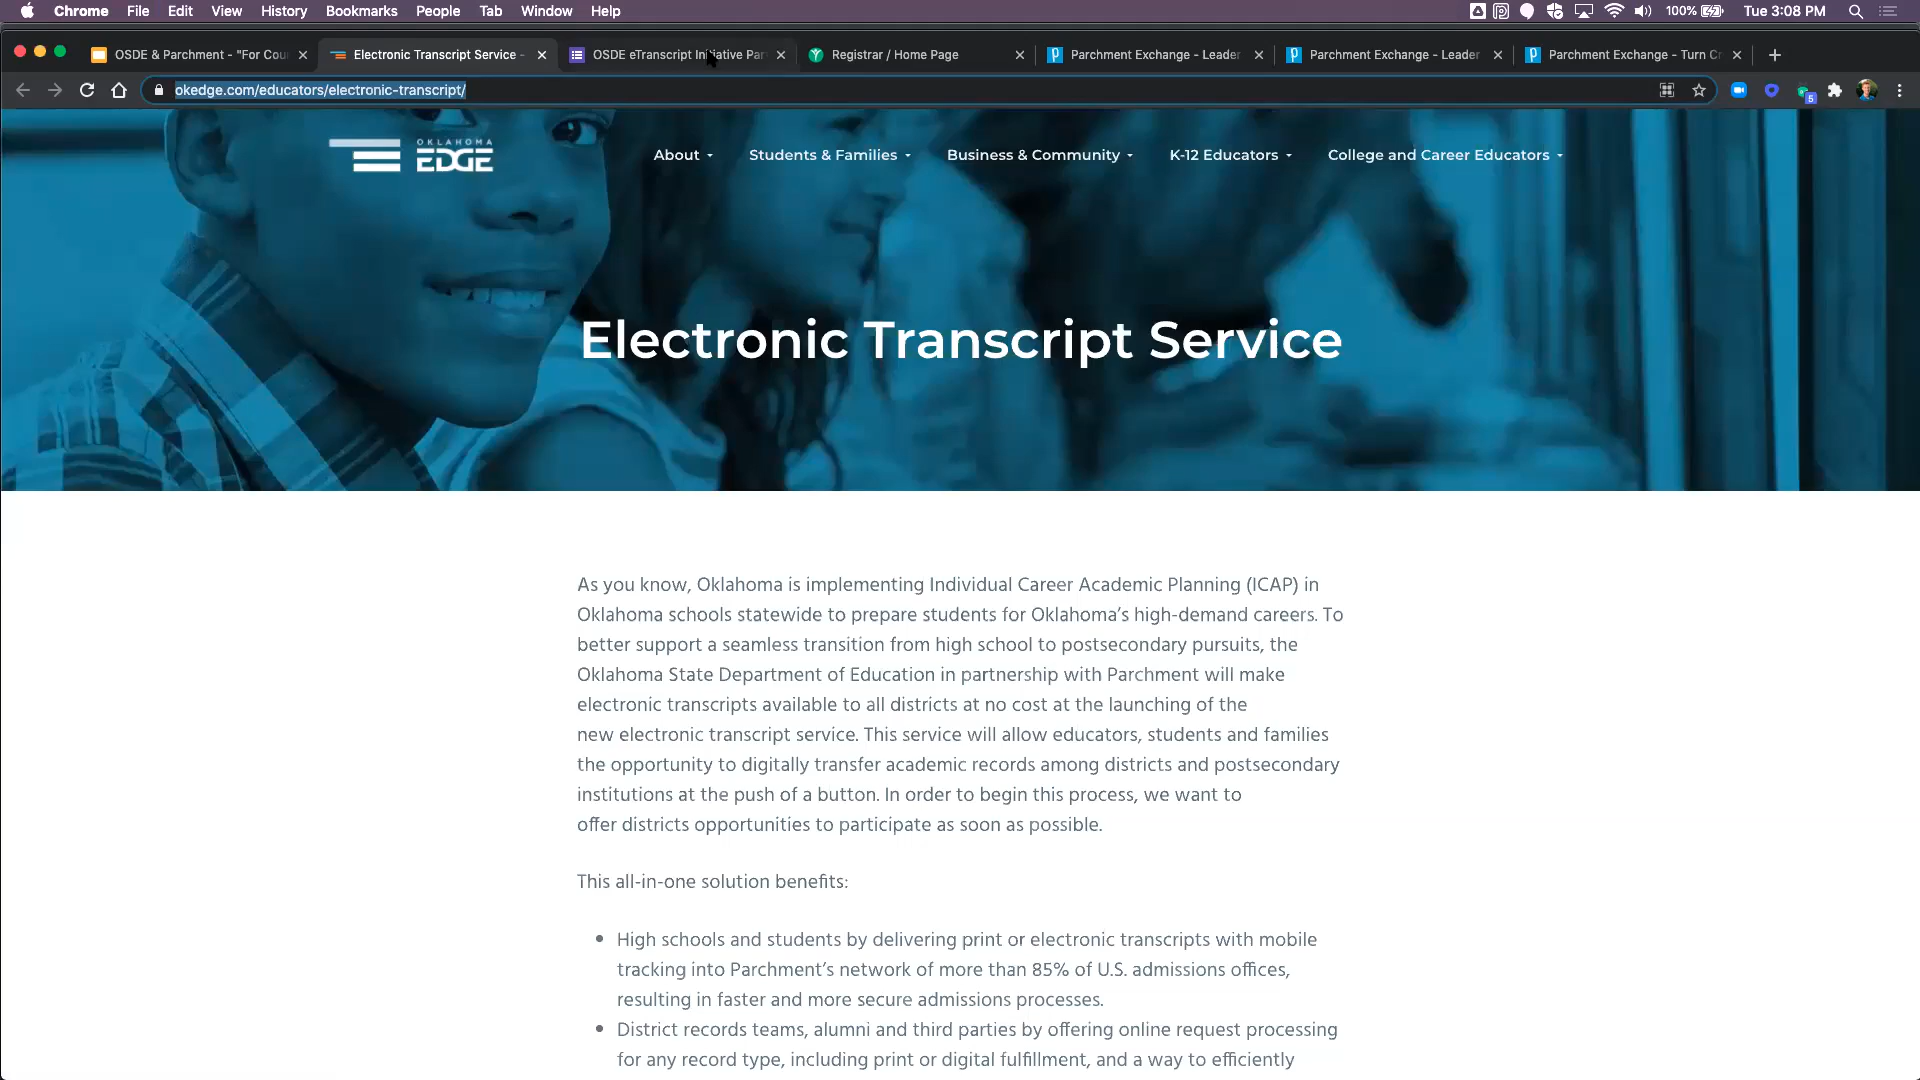 Chrome File Edit View History Bookmarks People Tab Window Help 100% Tue 3:08 PM
OSDE & Parchment - "For Cou
Electronic Transcript Service -
OSDE eTranscript Initiative Par
Registrar / Home Page
Parchment Exchange - Leader
Parchment Exchange - Leader
Parchment Exchange - Turn Cr
okedge.com/educators/electronic-transcript/
5
OKLAHOMA
EDGE
About Students & Families Business & Community K-12 Educators College and Career Educators
Electronic Transcript Service
As you know, Oklahoma is implementing Individual Career Academic Planning (ICAP) in
Oklahoma schools statewide to prepare students for Oklahoma's high-demand careers. To
better support a seamless transition from high school to postsecondary pursuits, the
Oklahoma State Department of Education in partnership with Parchment will make
electronic transcripts available to all districts at no cost at the launching of the
new electronic transcript service. This service will allow educators, students and families
the opportunity to digitally transfer academic records among districts and postsecondary
institutions at the push of a button. In order to begin this process, we want to
offer districts opportunities to participate as soon as possible.
This all-in-one solution benefits:
• High schools and students by delivering print or electronic transcripts with mobile
tracking into Parchment's network of more than 85% of U.S. admissions offices,
resulting in faster and more secure admissions processes.
• District records teams, alumni and third parties by offering online request processing
for any record type, including print or digital fulfillment, and a way to efficiently